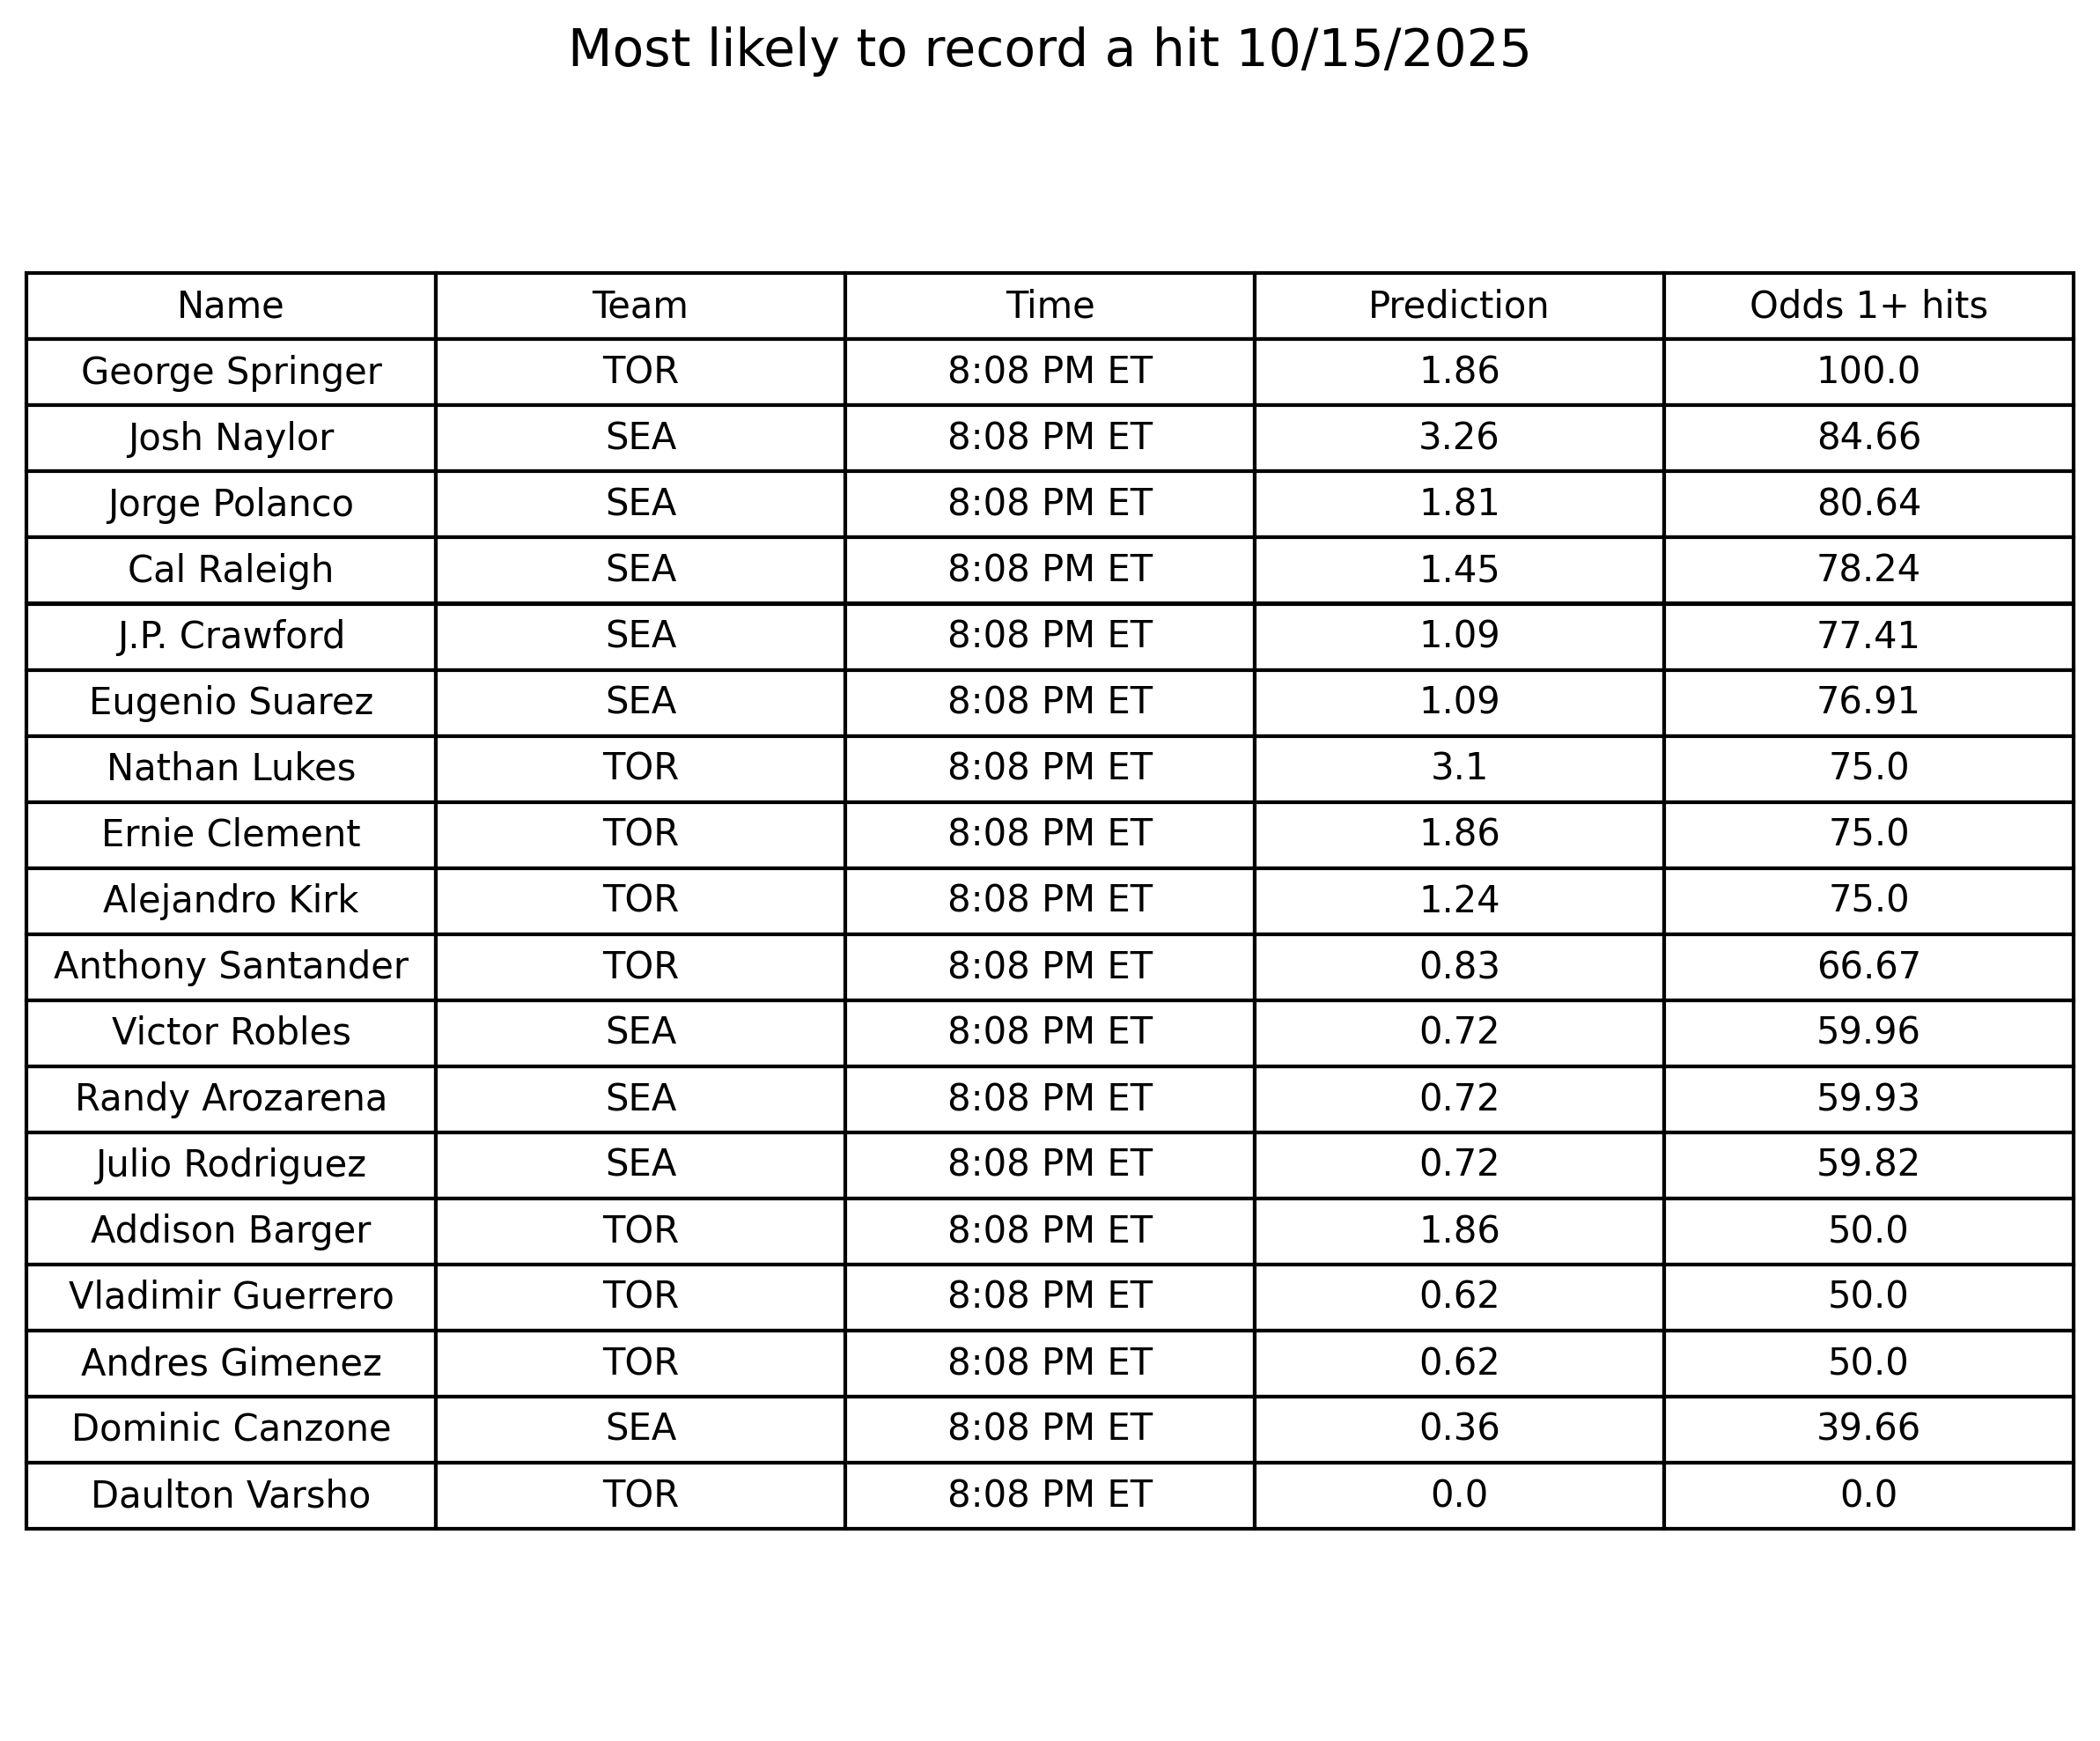 Most likely to record a hit 10/15/2025
Name Team Time Prediction Odds 1+ hits
George Springer TOR 8:08 PM ET 1.86 100.0
Josh Naylor SEA 8:08 PM ET 3.26 84.66
Jorge Polanco SEA 8:08 PM ET 1.81 80.64
Cal Raleigh SEA 8:08 PM ET 1.45 78.24
J.P. Crawford SEA 8:08 PM ET 1.09 77.41
Eugenio Suarez SEA 8:08 PM ET 1.09 76.91
Nathan Lukes TOR 8:08 PM ET 3.1 75.0
Ernie Clement TOR 8:08 PM ET 1.86 75.0
Alejandro Kirk TOR 8:08 PM ET 1.24 75.0
Anthony Santander TOR 8:08 PM ET 0.83 66.67
Victor Robles SEA 8:08 PM ET 0.72 59.96
Randy Arozarena SEA 8:08 PM ET 0.72 59.93
Julio Rodriguez SEA 8:08 PM ET 0.72 59.82
Addison Barger TOR 8:08 PM ET 1.86 50.0
Vladimir Guerrero TOR 8:08 PM ET 0.62 50.0
Andres Gimenez TOR 8:08 PM ET 0.62 50.0
Dominic Canzone SEA 8:08 PM ET 0.36 39.66
Daulton Varsho TOR 8:08 PM ET 0.0 0.0